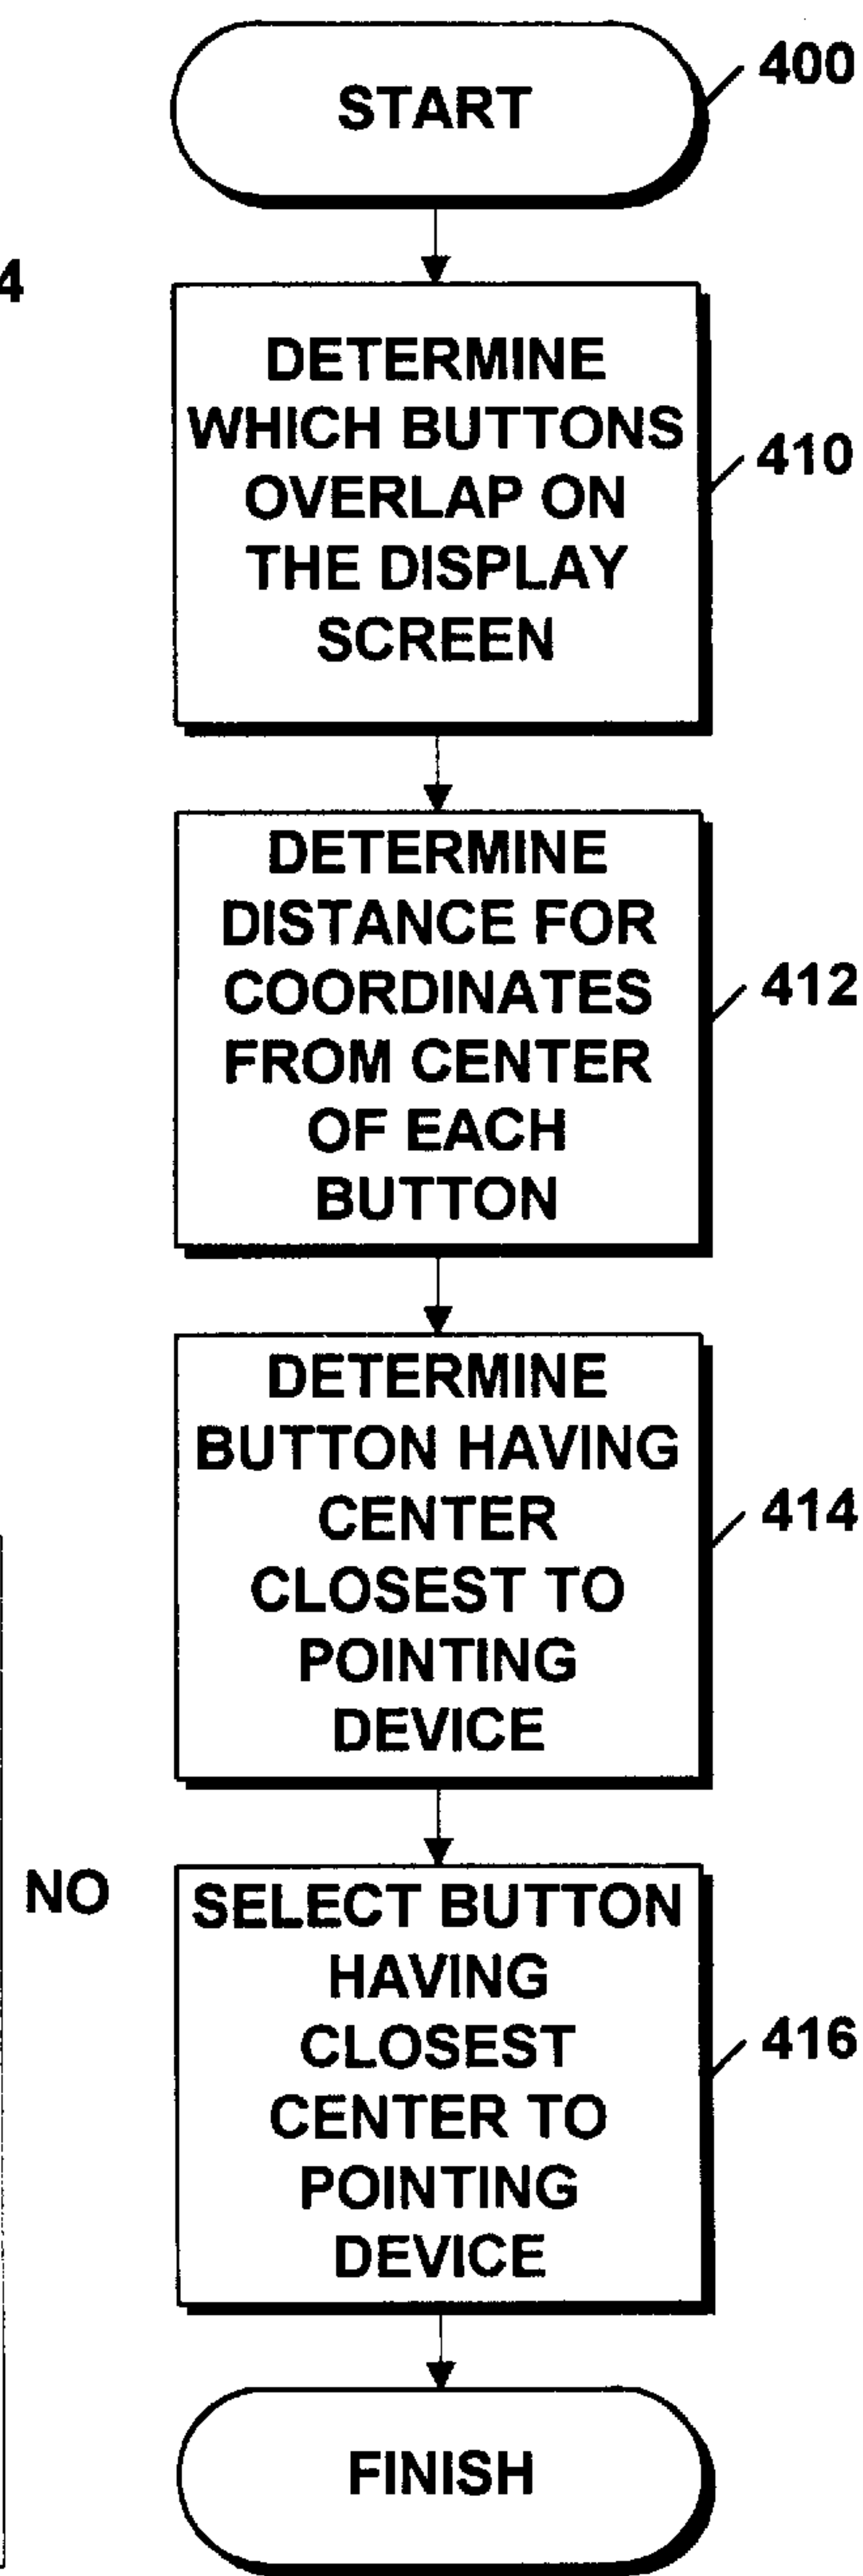 START
400
4
DETERMINE
WHICH BUTTONS
OVERLAP ON
THE DISPLAY
SCREEN
410
DETERMINE
DISTANCE FOR
COORDINATES
FROM CENTER
OF EACH
BUTTON
412
DETERMINE
BUTTON HAVING
CENTER
CLOSEST TO
POINTING
DEVICE
414
NO
SELECT BUTTON
HAVING
CLOSEST
CENTER TO
POINTING
DEVICE
416
FINISH